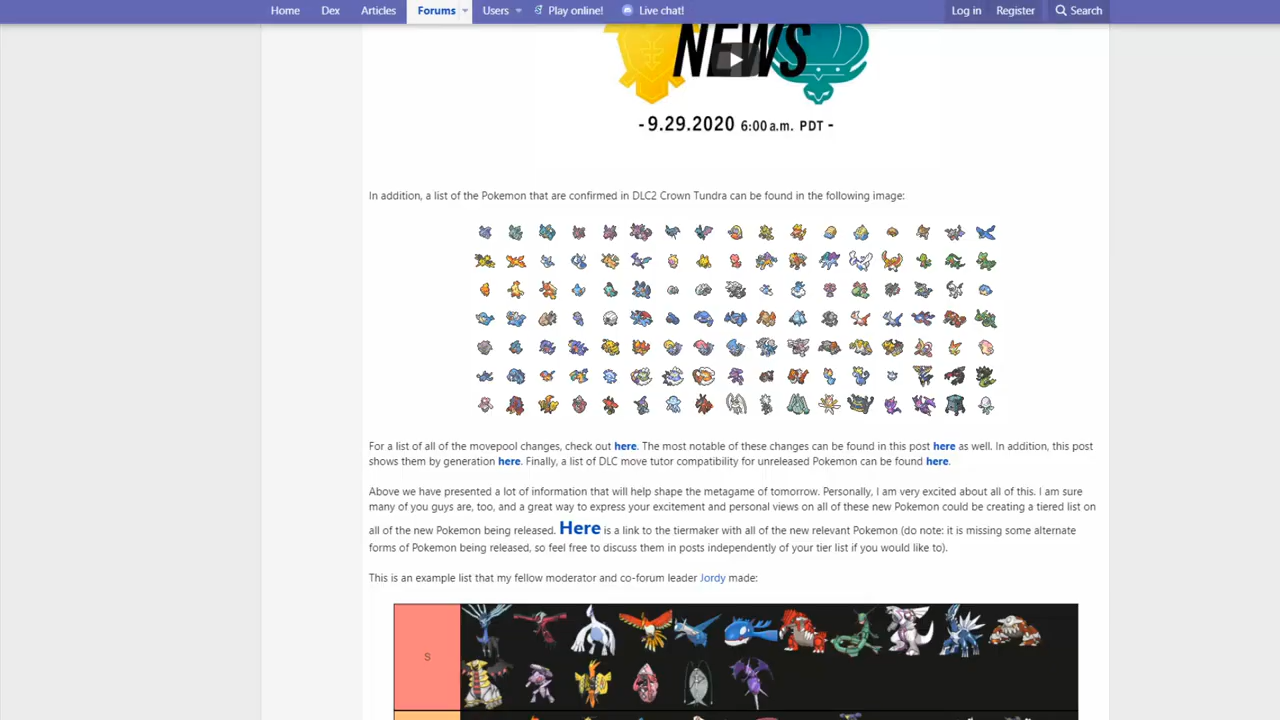 Home Dex Articles Forums Users Play online! Live chat! Log in Register Search
NEWS
-9.29.2020 6:00 a.m. PDT -
In addition, a list of the Pokemon that are confirmed in DLC2 Crown Tundra can be found in the following image:
For a list of all of the movepool changes, check out here. The most notable of these changes can be found in this post here as well. In addition, this post
shows them by generation here. Finally, a list of DLC move tutor compatibility for unreleased Pokemon can be found here.
Above we have presented a lot of information that will help shape the metagame of tomorrow. Personally, I am very excited about all of this. I am sure
many of you guys are, too, and a great way to express your excitement and personal views on all of these new Pokemon could be creating a tiered list on
all of the new Pokemon being released. Here is a link to the tiermaker with all of the new relevant Pokemon (do note: it is missing some alternate
forms of Pokemon being released, so feel free to discuss them in posts independently of your tier list if you would like to).
This is an example list that my fellow moderator and co-forum leader Jordy made:
S